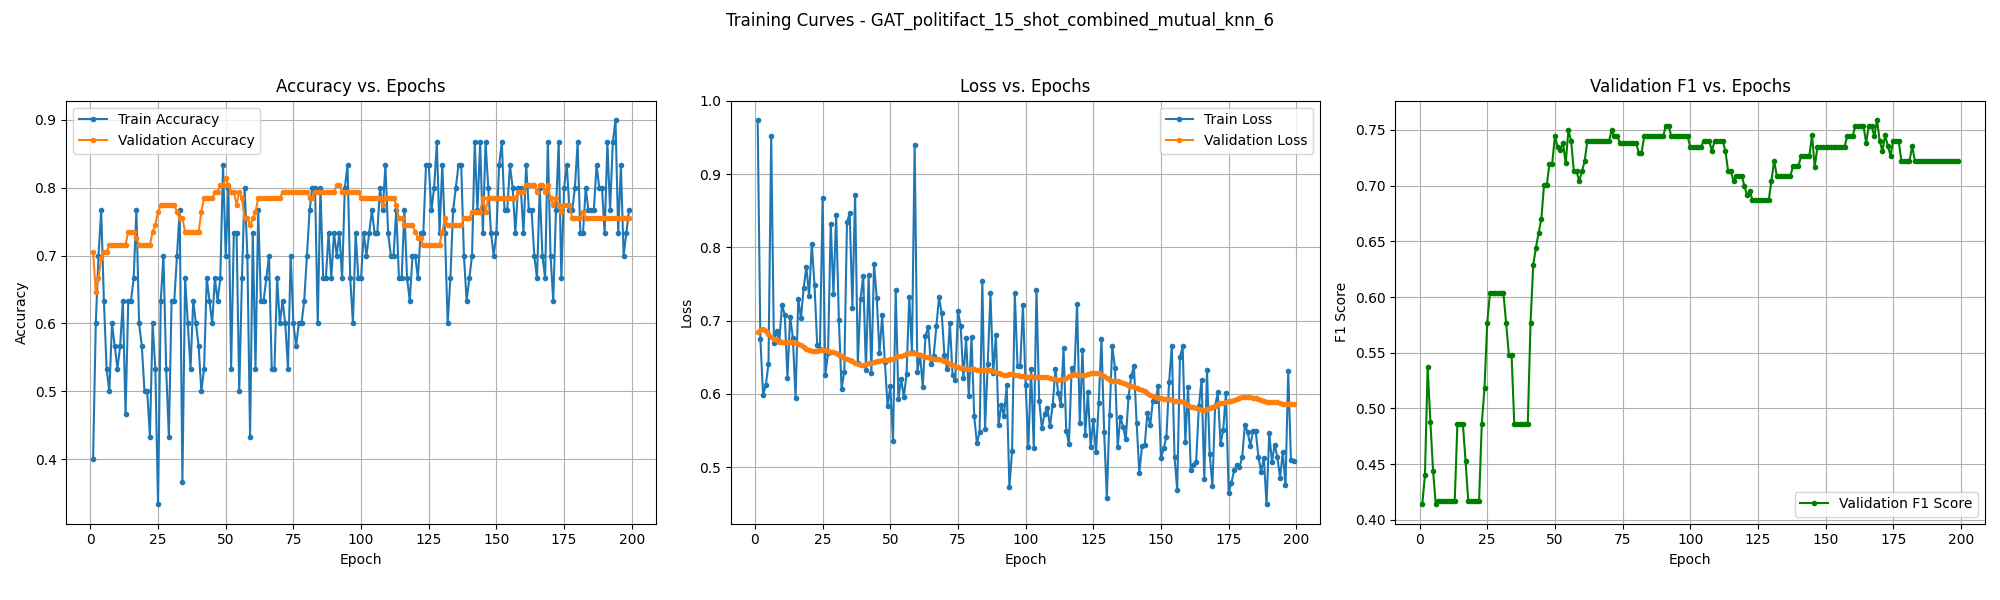 Training Curves - GAT_politifact_15_shot_combined_mutual_knn_6
Accuracy vs. Epochs
Train Accuracy
Validation Accuracy
Accuracy
0.9
0.8
0.7
0.6
0.5
0.4
0 25 50 75 100 125 150 175 200
Epoch
Loss vs. Epochs
Train Loss
Validation Loss
Loss
1.0
0.9
0.8
0.7
0.6
0.5
0 25 50 75 100 125 150 175 200
Epoch
Validation F1 vs. Epochs
Validation F1 Score
F1 Score
0.75
0.70
0.65
0.60
0.55
0.50
0.45
0.40
0 25 50 75 100 125 150 175 200
Epoch